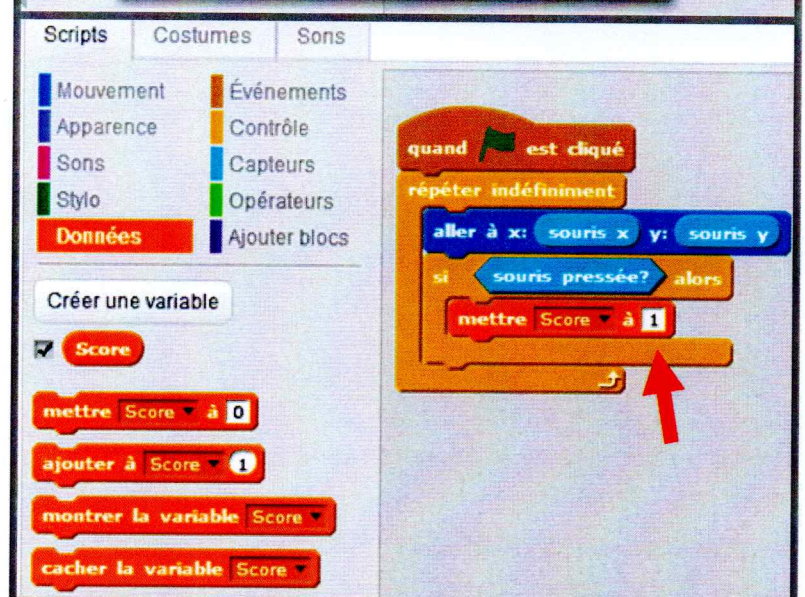 Scripts Costumes Sons
Mouvement Événements
Apparence Contrôle
Sons Capteurs
Stylo Opérateurs
Données Ajouter blocs
Créer une variable
Score
mettre Score à 0
ajouter à Score 1
montrer la variable Score
cacher la variable Score
quand est cliqué
répéter indéfiniment
aller à x: souris x y: souris y
si souris pressée? alors
mettre Score à 1